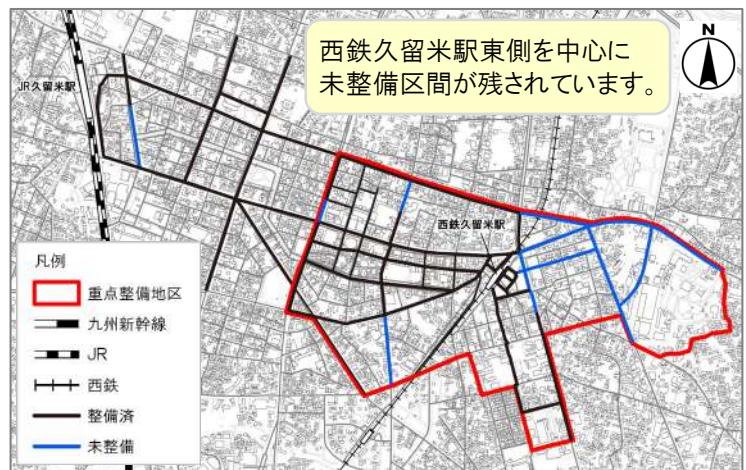 西鉄久留米駅東側を中心に
未整備区間が残されています。
N
JR久留米駅
西鉄久留米駅
凡例
重点整備地区
九州新幹線
JR
西鉄
整備済
未整備